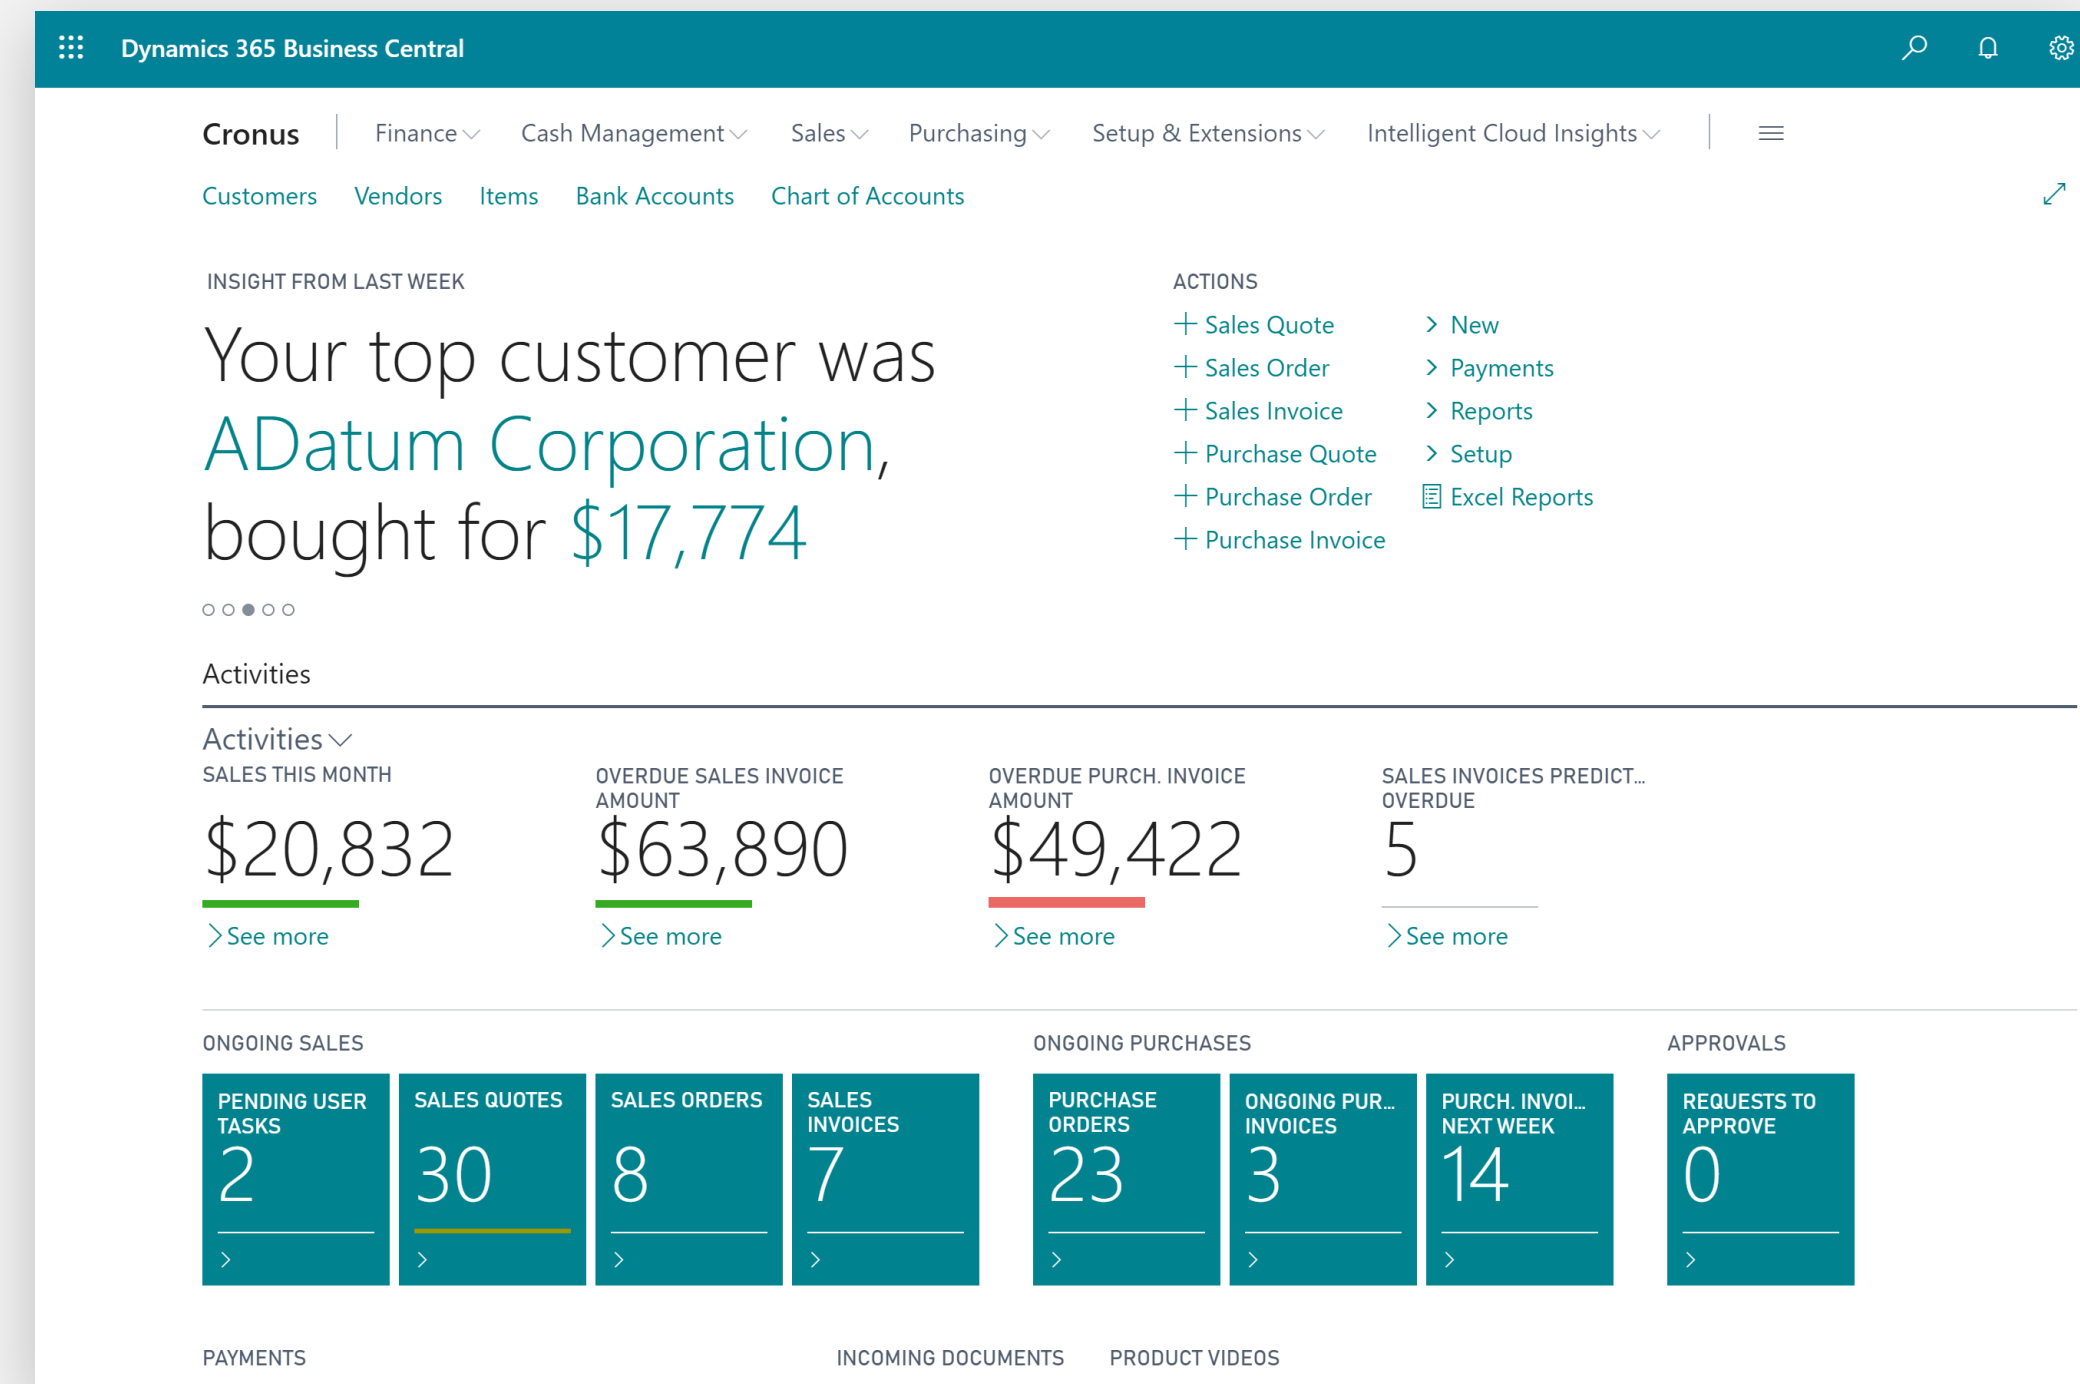 Dynamics 365 Business Central
Cronus Finance Cash Management Sales Purchasing Setup & Extensions Intelligent Cloud Insights
Customers Vendors Items Bank Accounts Chart of Accounts
INSIGHT FROM LAST WEEK
Your top customer was
ADatum Corporation,
bought for $17,774
ACTIONS
Sales Quote
Sales Order
Sales Invoice
Purchase Quote
Purchase Order
Purchase Invoice
New
Payments
Reports
Setup
Excel Reports
Activities
Activities
SALES THIS MONTH
$20,832
See more
OVERDUE SALES INVOICE
AMOUNT
$63,890
See more
OVERDUE PURCH. INVOICE
AMOUNT
$49,422
See more
SALES INVOICES PREDICT...
OVERDUE
5
See more
ONGOING SALES
PENDING USER
TASKS
2
SALES QUOTES
30
SALES ORDERS
8
SALES
INVOICES
7
ONGOING PURCHASES
PURCHASE
ORDERS
23
ONGOING PUR...
INVOICES
3
PURCH. INVOI...
NEXT WEEK
14
APPROVALS
REQUESTS TO
APPROVE
0
PAYMENTS
INCOMING DOCUMENTS
PRODUCT VIDEOS